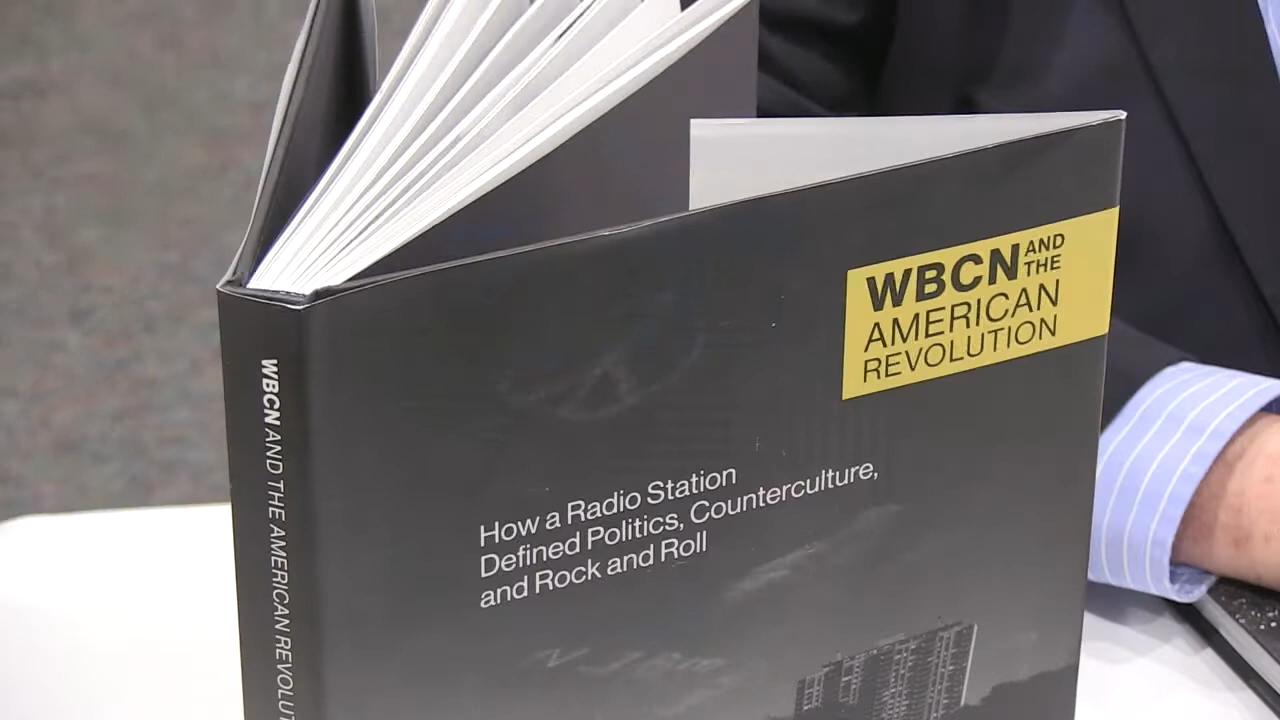 WBCN AND THE
AMERICAN
REVOLUTION
How a Radio Station
Defined Politics, Counterculture,
and Rock and Roll
WBCN AND THE AMERICAN REVOLUT